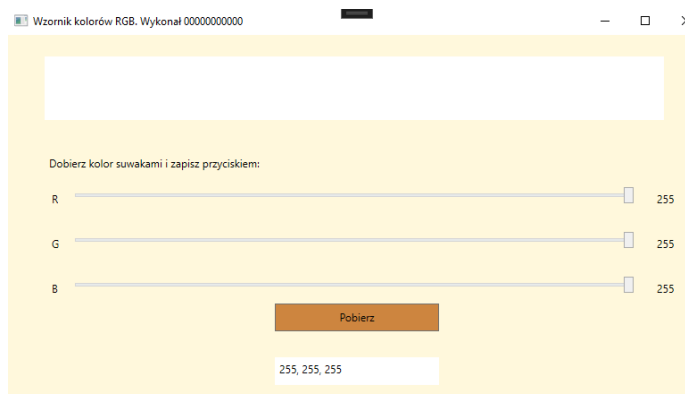 Wzornik kolorów RGB. Wykonał 00000000000
Dobierz kolor suwakami i zapisz przyciskiem:
R 255
G 255
B 255
Pobierz
255, 255, 255